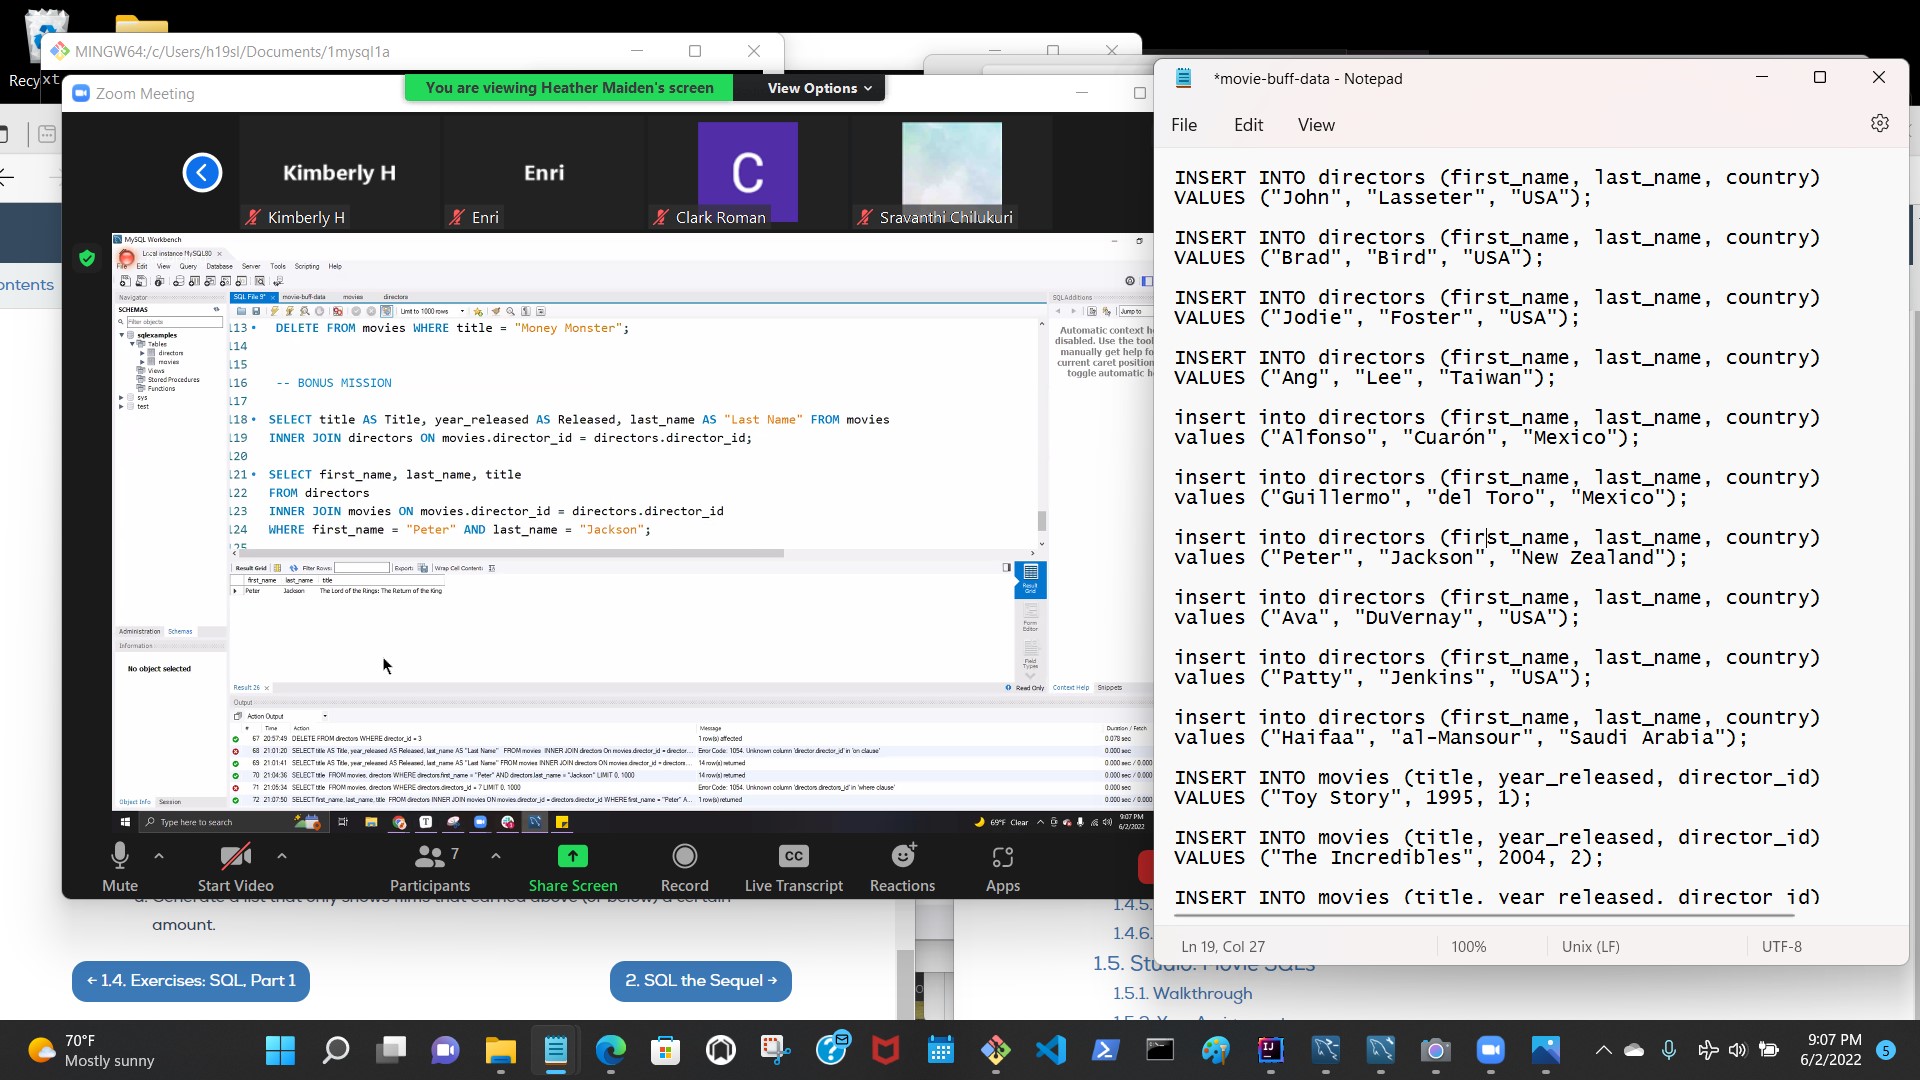 Recy
xt
MINGW64:/c/Users/h19sl/Documents/1mysql1a
Zoom Meeting
You are viewing Heather Maiden's screen
View Options
Kimberly H
Enri
C
Kimberly H
Enri
Clark Roman
Sravanthi Chilukuri
ontents
MySQL Workbench
Local instance MySQL80
File Edit View Query Database Server Tools Scripting Help
Navigator
SCHEMAS
Filter objects
sqlexamples
Tables
directors
movies
Views
Stored Procedures
Functions
sys
test
Administration Schemas
Information
No object selected
Object Info Session
SQL File 9* movie-buff-data movies directors
Limit to 1000 rows
113 DELETE FROM movies WHERE title = "Money Monster";
114
115
116 -- BONUS MISSION
117
118 SELECT title AS Title, year_released AS Released, last_name AS "Last Name" FROM movies
119 INNER JOIN directors ON movies.director_id = directors.director_id;
120
121 SELECT first_name, last_name, title
122 FROM directors
123 INNER JOIN movies ON movies.director_id = directors.director_id
124 WHERE first_name = "Peter" AND last_name = "Jackson";
125
Result Grid Filter Rows: Export: Wrap Cell Content:
first_name last_name title
Peter Jackson The Lord of the Rings: The Return of the King
Result Grid
Form Editor
Field Types
Result 26
Read Only
SQLAdditions
Jump to
Automatic context he
disabled. Use the tool
manually get help fo
current caret position
toggle automatic he
Context Help Snippets
Output
Action Output
# Time Action Message Duration / Fetch
67 20:57:49 DELETE FROM directors WHERE director_id = 3 1 row(s) affected 0.078 sec
68 21:01:20 SELECT title AS Title, year_released AS Released, last_name AS "Last Name" FROM movies INNER JOIN directors On movies.director_id = director... Error Code: 1054. Unknown column 'director.directors_id' in 'on clause' 0.000 sec
69 21:01:41 SELECT title AS Title, year_released AS Released, last_name AS "Last Name" FROM movies INNER JOIN directors ON movies.director_id = directors... 14 row(s) returned 0.000 sec / 0.000
70 21:04:36 SELECT title FROM movies, directors WHERE directors.first_name = "Peter" AND directors.last_name = "Jackson" LIMIT 0, 1000 14 row(s) returned 0.000 sec / 0.000
71 21:05:34 SELECT title FROM movies, directors WHERE directors.directors_id = 7 LIMIT 0, 1000 Error Code: 1054. Unknown column 'directors.directors_id' in 'where clause' 0.000 sec
72 21:07:50 SELECT first_name, last_name, title FROM directors INNER JOIN movies ON movies.director_id = directors.director_id WHERE first_name = "Peter" A... 1 row(s) returned 0.000 sec / 0.000
Type here to search
69°F Clear
9:07 PM
6/2/2022
Mute
Start Video
7
Participants
Share Screen
Record
CC
Live Transcript
Reactions
Apps
*movie-buff-data - Notepad
File Edit View
INSERT INTO directors (first_name, last_name, country)
VALUES ("John", "Lasseter", "USA");
INSERT INTO directors (first_name, last_name, country)
VALUES ("Brad", "Bird", "USA");
INSERT INTO directors (first_name, last_name, country)
VALUES ("Jodie", "Foster", "USA");
INSERT INTO directors (first_name, last_name, country)
VALUES ("Ang", "Lee", "Taiwan");
insert into directors (first_name, last_name, country)
values ("Alfonso", "Cuarón", "Mexico");
insert into directors (first_name, last_name, country)
values ("Guillermo", "del Toro", "Mexico");
insert into directors (first_name, last_name, country)
values ("Peter", "Jackson", "New Zealand");
insert into directors (first_name, last_name, country)
values ("Ava", "DuVernay", "USA");
insert into directors (first_name, last_name, country)
values ("Patty", "Jenkins", "USA");
insert into directors (first_name, last_name, country)
values ("Haifaa", "al-Mansour", "Saudi Arabia");
INSERT INTO movies (title, year_released, director_id)
VALUES ("Toy Story", 1995, 1);
INSERT INTO movies (title, year_released, director_id)
VALUES ("The Incredibles", 2004, 2);
INSERT INTO movies (title, year_released, director_id)
Ln 19, Col 27
100%
Unix (LF)
UTF-8
amount.
← 1.4. Exercises: SQL, Part 1
2. SQL the Sequel →
1.4.5.
1.4.6.
1.5. Studio: Movie SQLs
1.5.1. Walkthrough
70°F
Mostly sunny
9:07 PM
6/2/2022
5